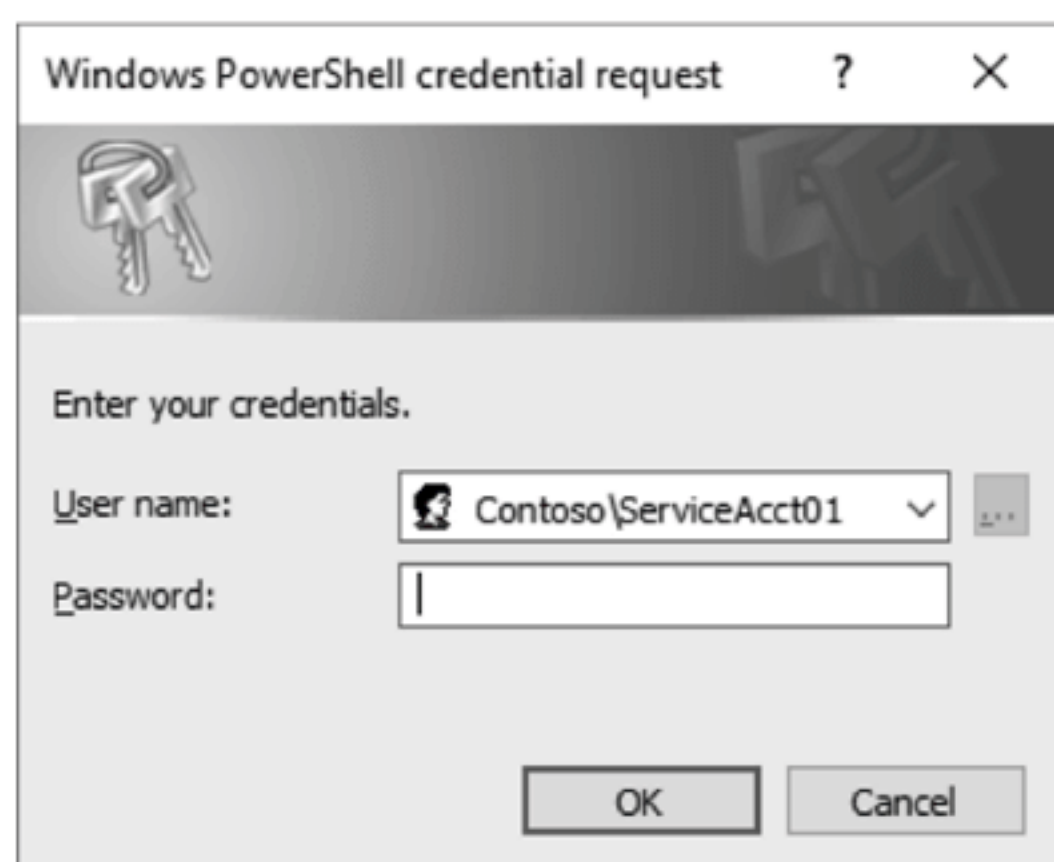 Windows PowerShell credential request ? ×
Enter your credentials.
User name: Contoso\ServiceAcct01 ...
Password:
OK Cancel